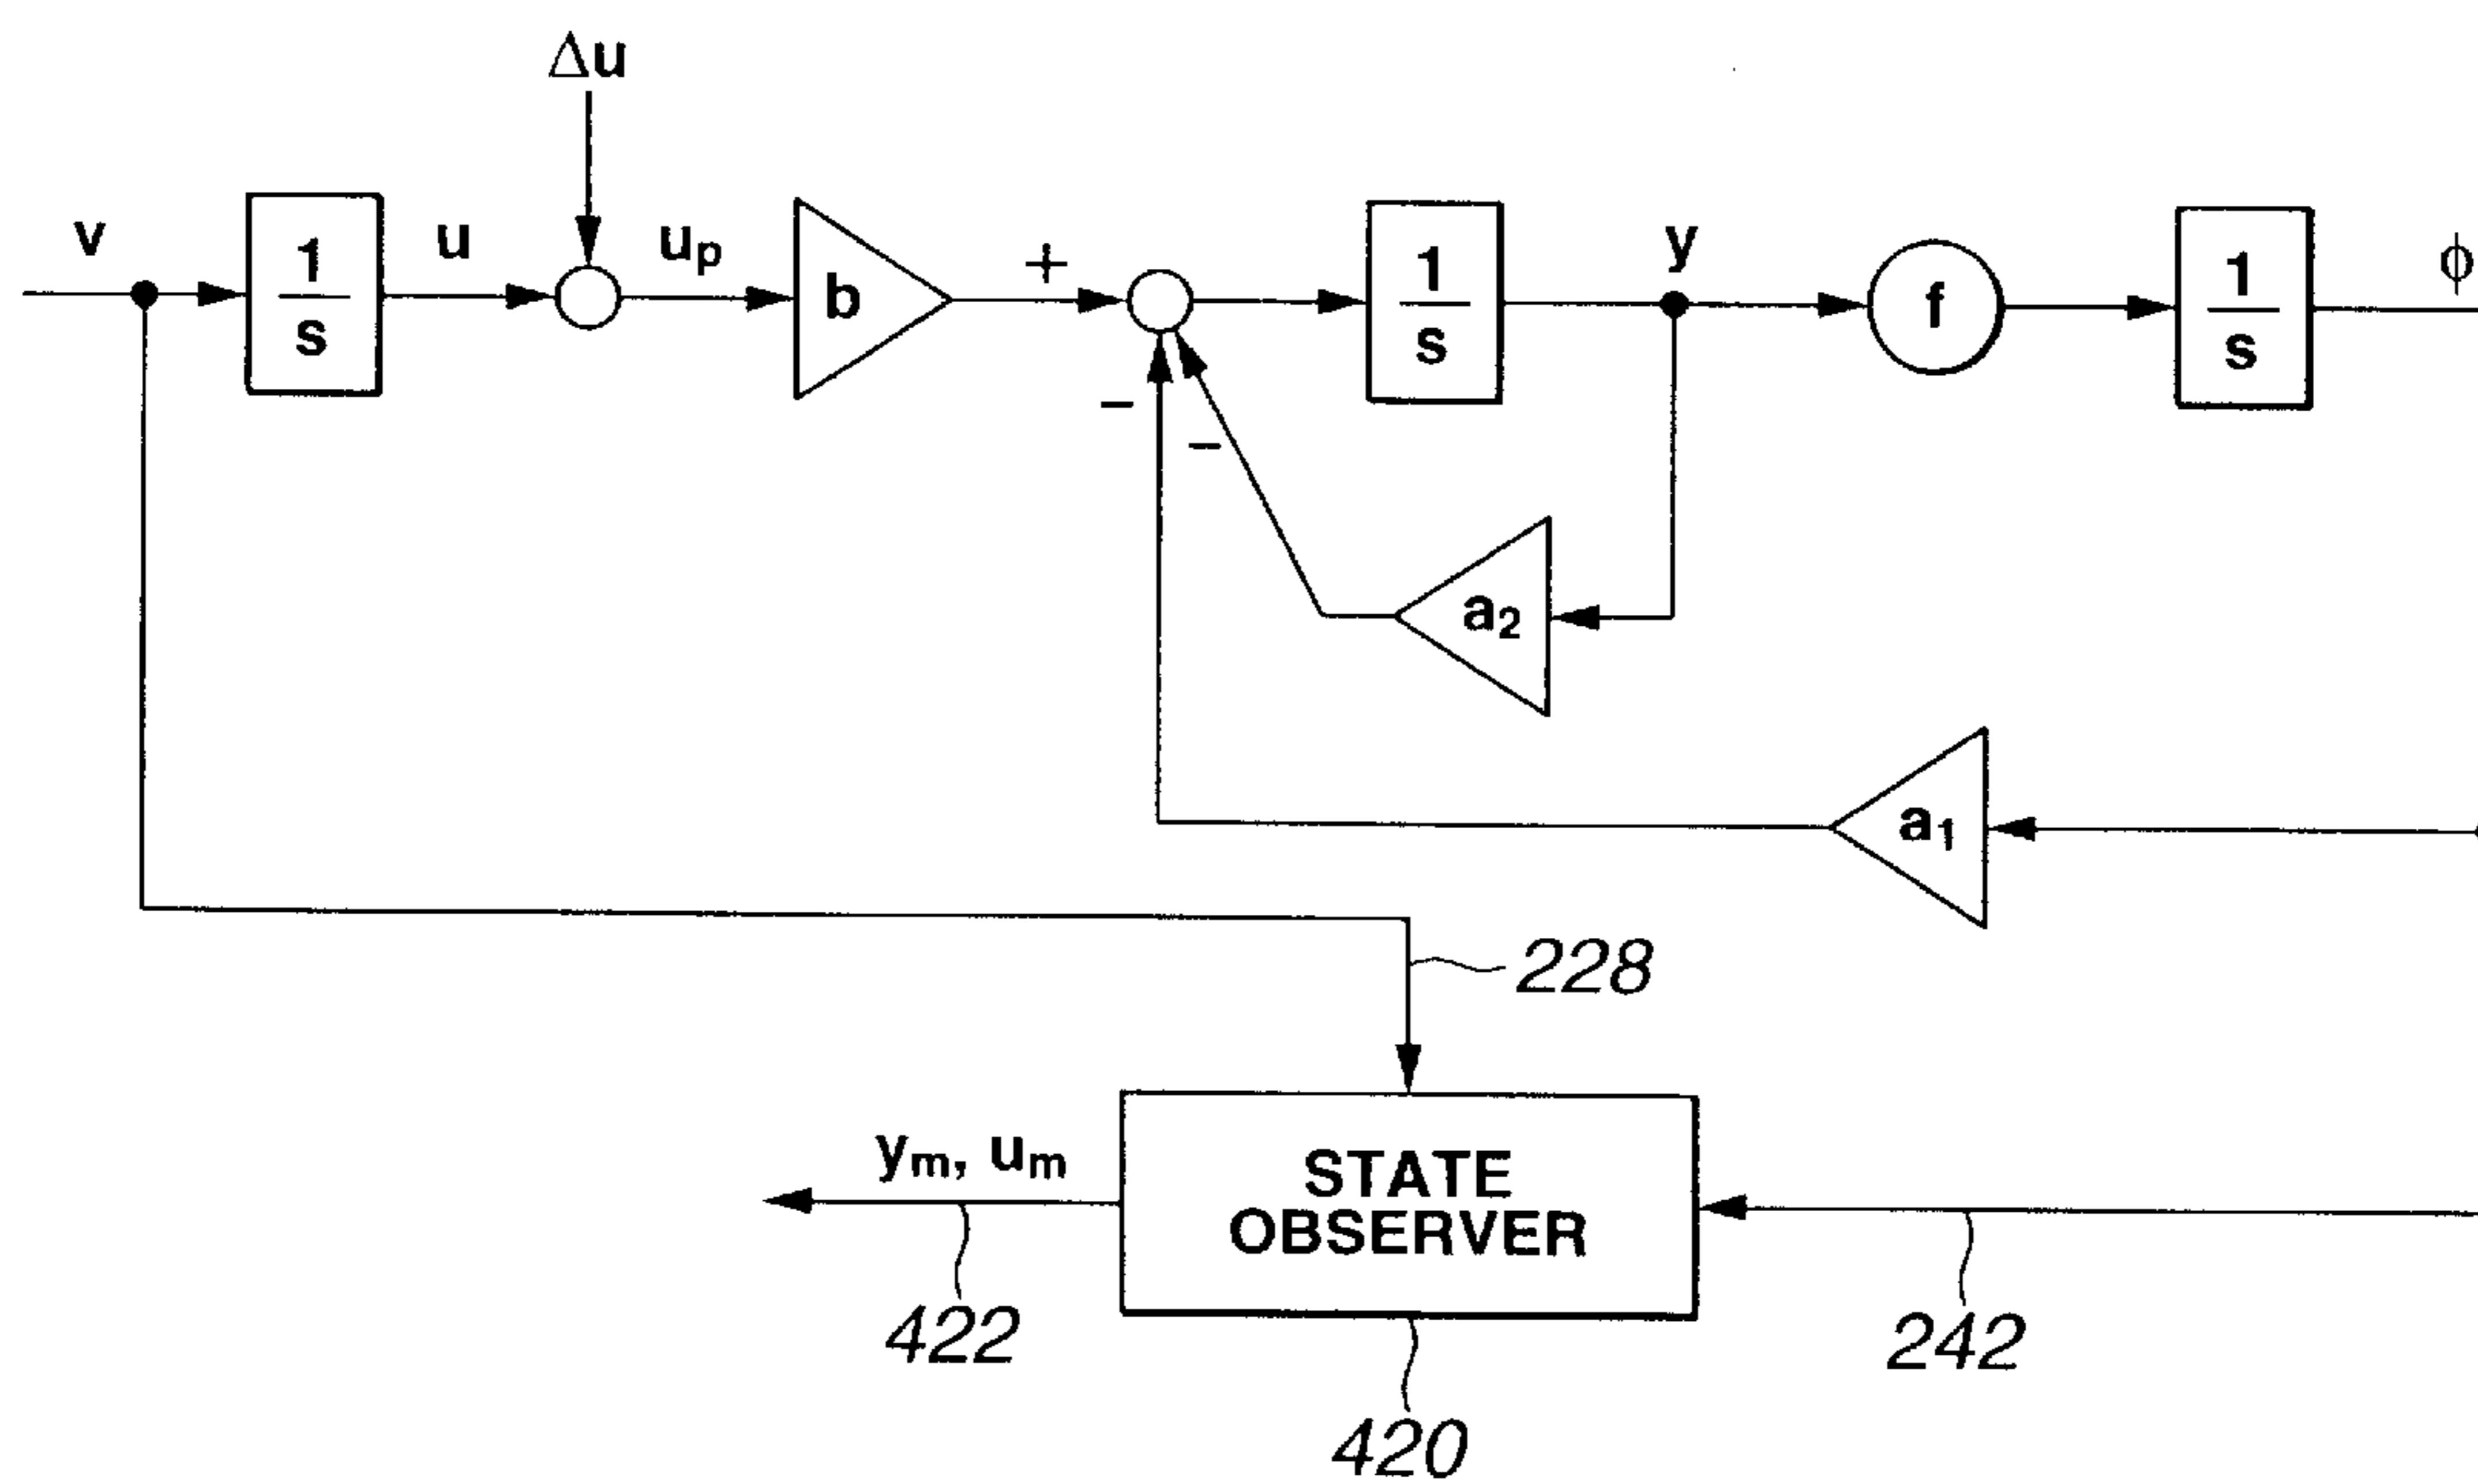 Δu
v
1
s
u
uₚ
b
+
−
−
1
s
y
f
1
s
ϕ
a₂
a₁
228
yₘ, uₘ
STATE
OBSERVER
422
242
420